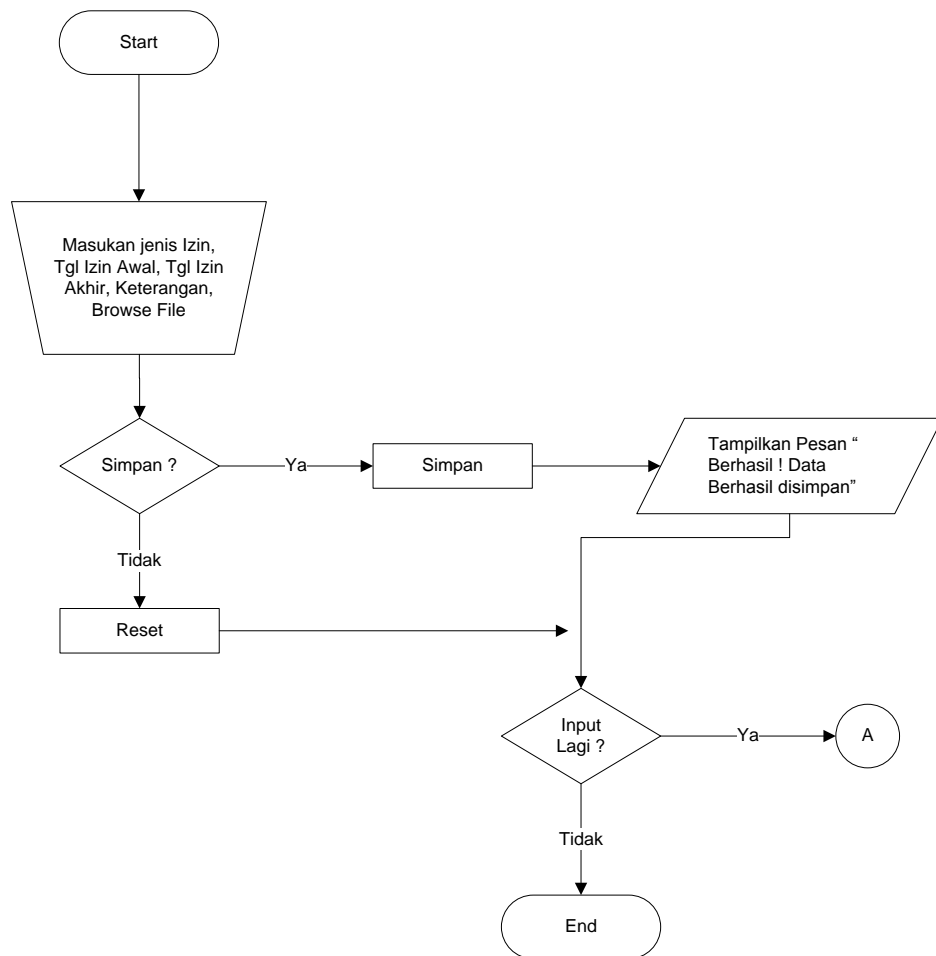 Start
Masukan jenis Izin,
Tgl Izin Awal, Tgl Izin
Akhir, Keterangan,
Browse File
Simpan ?
Ya
Simpan
Tampilkan Pesan “
Berhasil ! Data
Berhasil disimpan”
Tidak
Reset
Input
Lagi ?
Ya
A
Tidak
End